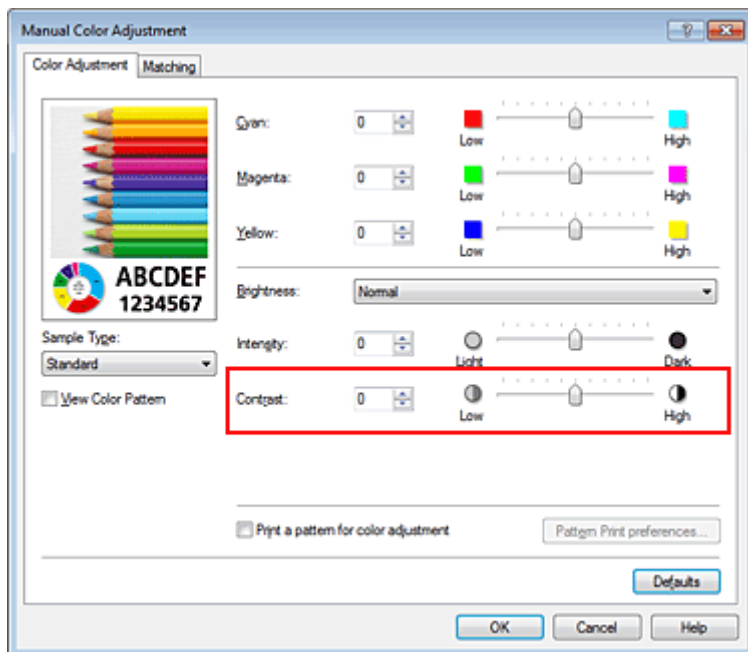 Manual Color Adjustment
Color Adjustment
Matching
ABCDEF
1234567
Sample Type:
Standard
View Color Pattern
Cyan:
0
Low
High
Magenta:
0
Low
High
Yellow:
0
Low
High
Brightness:
Normal
Intensity:
0
Light
Dark
Contrast:
0
Low
High
Print a pattern for color adjustment
Pattern Print preferences...
Defaults
OK
Cancel
Help